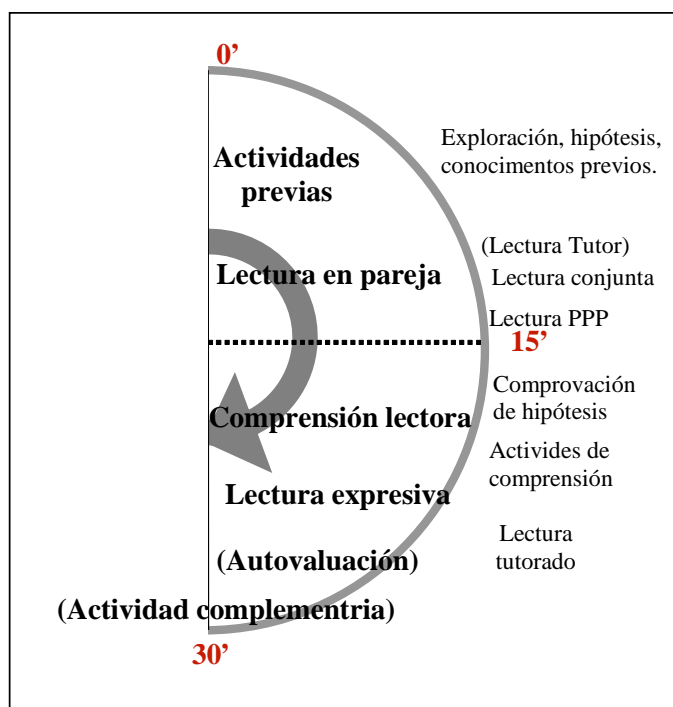 0’
Exploración, hipótesis,
conocimentos previos.
Actividades
previas
(Lectura Tutor)
Lectura en pareja
Lectura conjunta
Lectura PPP
15’
Comprovación
de hipótesis
Comprensión lectora
Activides de
comprensión
Lectura expresiva
Lectura
tutorado
(Autovaluación)
(Actividad complementria)
30’